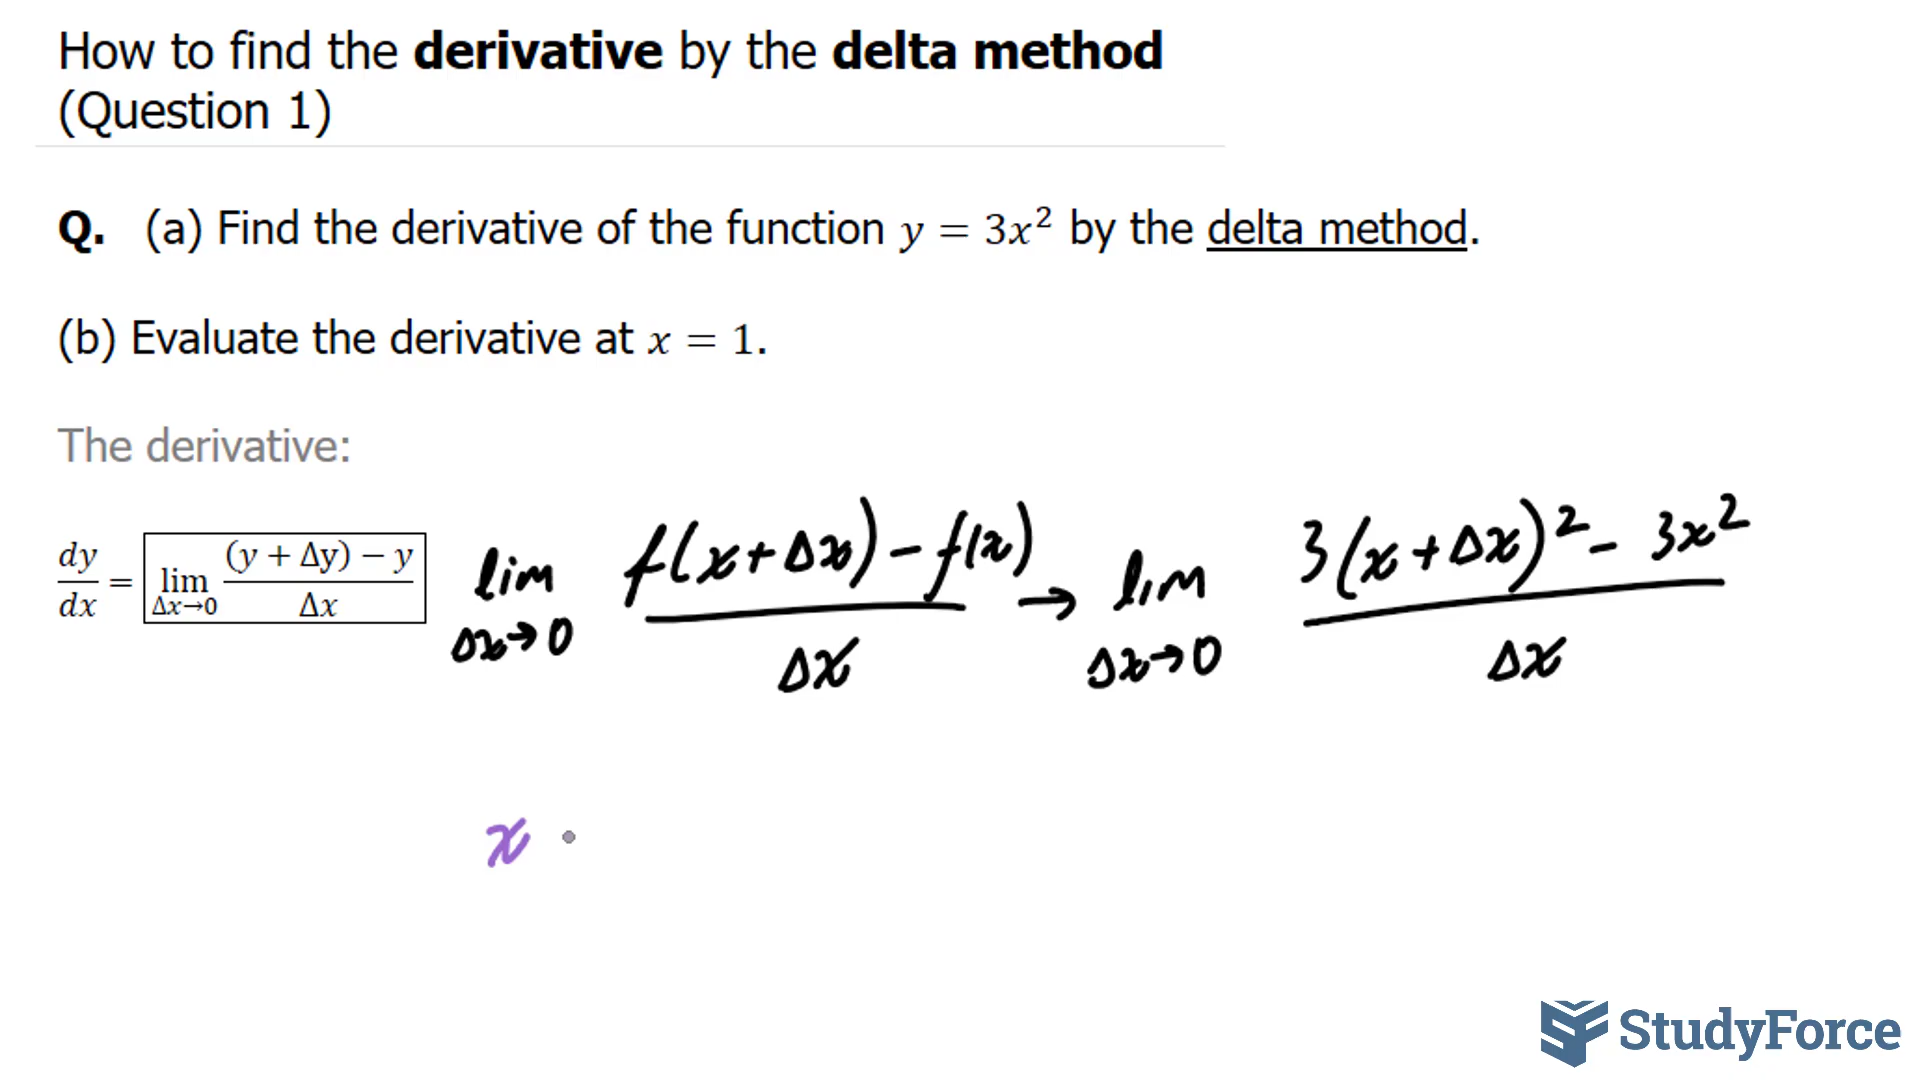 How to find the derivative by the delta method
(Question 1)
Q. (a) Find the derivative of the function y = 3x² by the delta method.
(b) Evaluate the derivative at x = 1.
The derivative:
dy/dx = lim Δx→0 (y + Δy) − y / Δx lim Δx→0 f(x+Δx) − f(x) / Δx → lim Δx→0 3(x+Δx)² − 3x² / Δx
x
StudyForce